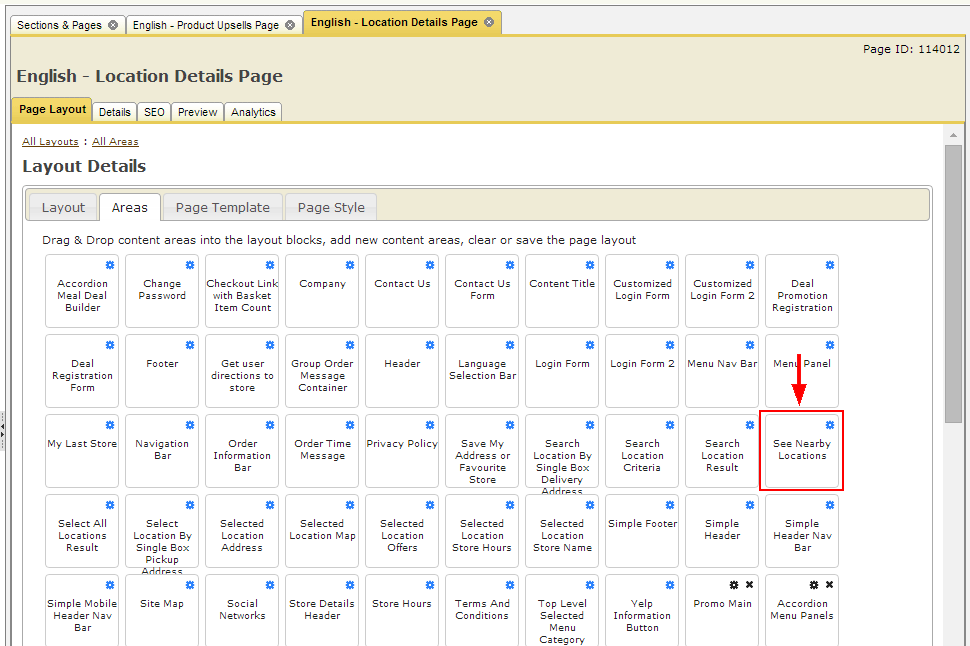 Sections & Pages
English - Product Upsells Page
English - Location Details Page
Page ID: 114012
English - Location Details Page
Page Layout
Details
SEO
Preview
Analytics
All Layouts : All Areas
Layout Details
Layout
Areas
Page Template
Page Style
Drag & Drop content areas into the layout blocks, add new content areas, clear or save the page layout
Accordion
Meal Deal
Builder
Change
Password
Checkout Link
with Basket
Item Count
Company
Contact Us
Contact Us
Form
Content Title
Customized
Login Form
Customized
Login Form 2
Deal
Promotion
Registration
Deal
Registration
Form
Footer
Get user
directions to
store
Group Order
Message
Container
Header
Language
Selection Bar
Login Form
Login Form 2
Menu Nav Bar
Menu Panel
My Last Store
Navigation
Bar
Order
Information
Bar
Order Time
Message
Privacy Policy
Save My
Address or
Favourite
Store
Search
Location By
Single Box
Delivery
Address
Search
Location
Criteria
Search
Location
Result
See Nearby
Locations
Select All
Locations
Result
Select
Location By
Single Box
Pickup
Address
Selected
Location
Address
Selected
Location Map
Selected
Location
Offers
Selected
Location
Store Hours
Selected
Location
Store Name
Simple Footer
Simple
Header
Simple
Header Nav
Bar
Simple Mobile
Header Nav
Bar
Site Map
Social
Networks
Store Details
Header
Store Hours
Terms And
Conditions
Top Level
Selected
Menu
Category
Yelp
Information
Button
Promo Main
Accordion
Menu Panels